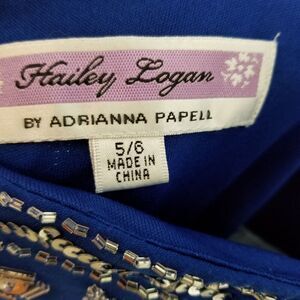 Hailey Logan
BY ADRIANNA PAPELL
5/6
MADE IN
CHINA